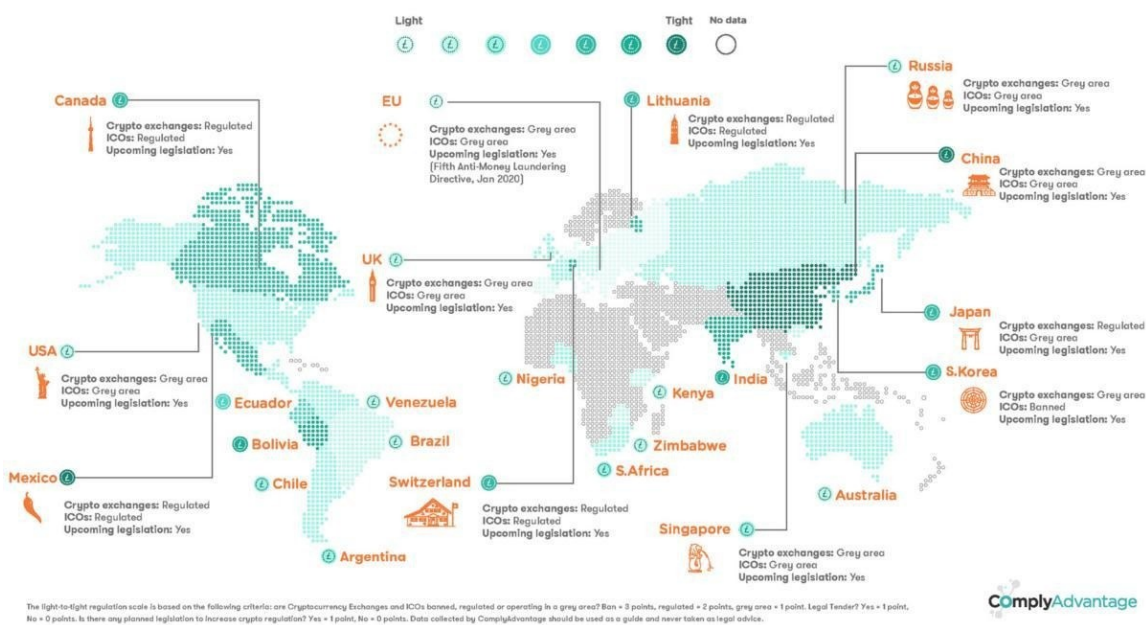 Light
Tight
No data
Canada
Crypto exchanges: Regulated
ICOs: Regulated
Upcoming legislation: Yes
EU
Crypto exchanges: Grey area
ICOs: Grey area
Upcoming legislation: Yes
(Fifth Anti-Money Laundering
Directive, Jan 2020)
Lithuania
Crypto exchanges: Regulated
ICOs: Regulated
Upcoming legislation: Yes
Russia
Crypto exchanges: Grey area
ICOs: Grey area
Upcoming legislation: Yes
China
Crypto exchanges: Grey area
ICOs: Grey area
Upcoming legislation: Yes
UK
Crypto exchanges: Grey area
ICOs: Grey area
Upcoming legislation: Yes
Japan
Crypto exchanges: Regulated
ICOs: Grey area
Upcoming legislation: Yes
USA
Crypto exchanges: Grey area
ICOs: Grey area
Upcoming legislation: Yes
S.Korea
Crypto exchanges: Grey area
ICOs: Banned
Upcoming legislation: Yes
Nigeria
India
Kenya
Ecuador
Venezuela
Bolivia
Brazil
Zimbabwe
S.Africa
Mexico
Crypto exchanges: Regulated
ICOs: Regulated
Upcoming legislation: Yes
Chile
Switzerland
Crypto exchanges: Regulated
ICOs: Regulated
Upcoming legislation: Yes
Australia
Singapore
Crypto exchanges: Grey area
ICOs: Grey area
Upcoming legislation: Yes
Argentina
The light-to-tight regulation scale is based on the following criteria: are Cryptocurrency Exchanges and ICOs banned, regulated or operating in a grey area? Ban = 3 points, regulated = 2 points, grey area = 1 point. Legal Tender? Yes = 1 point,
No = 0 points. Is there any planned legislation to increase crypto regulation? Yes = 1 point, No = 0 points. Data collected by ComplyAdvantage should be used as a guide and never taken as legal advice.
ComplyAdvantage